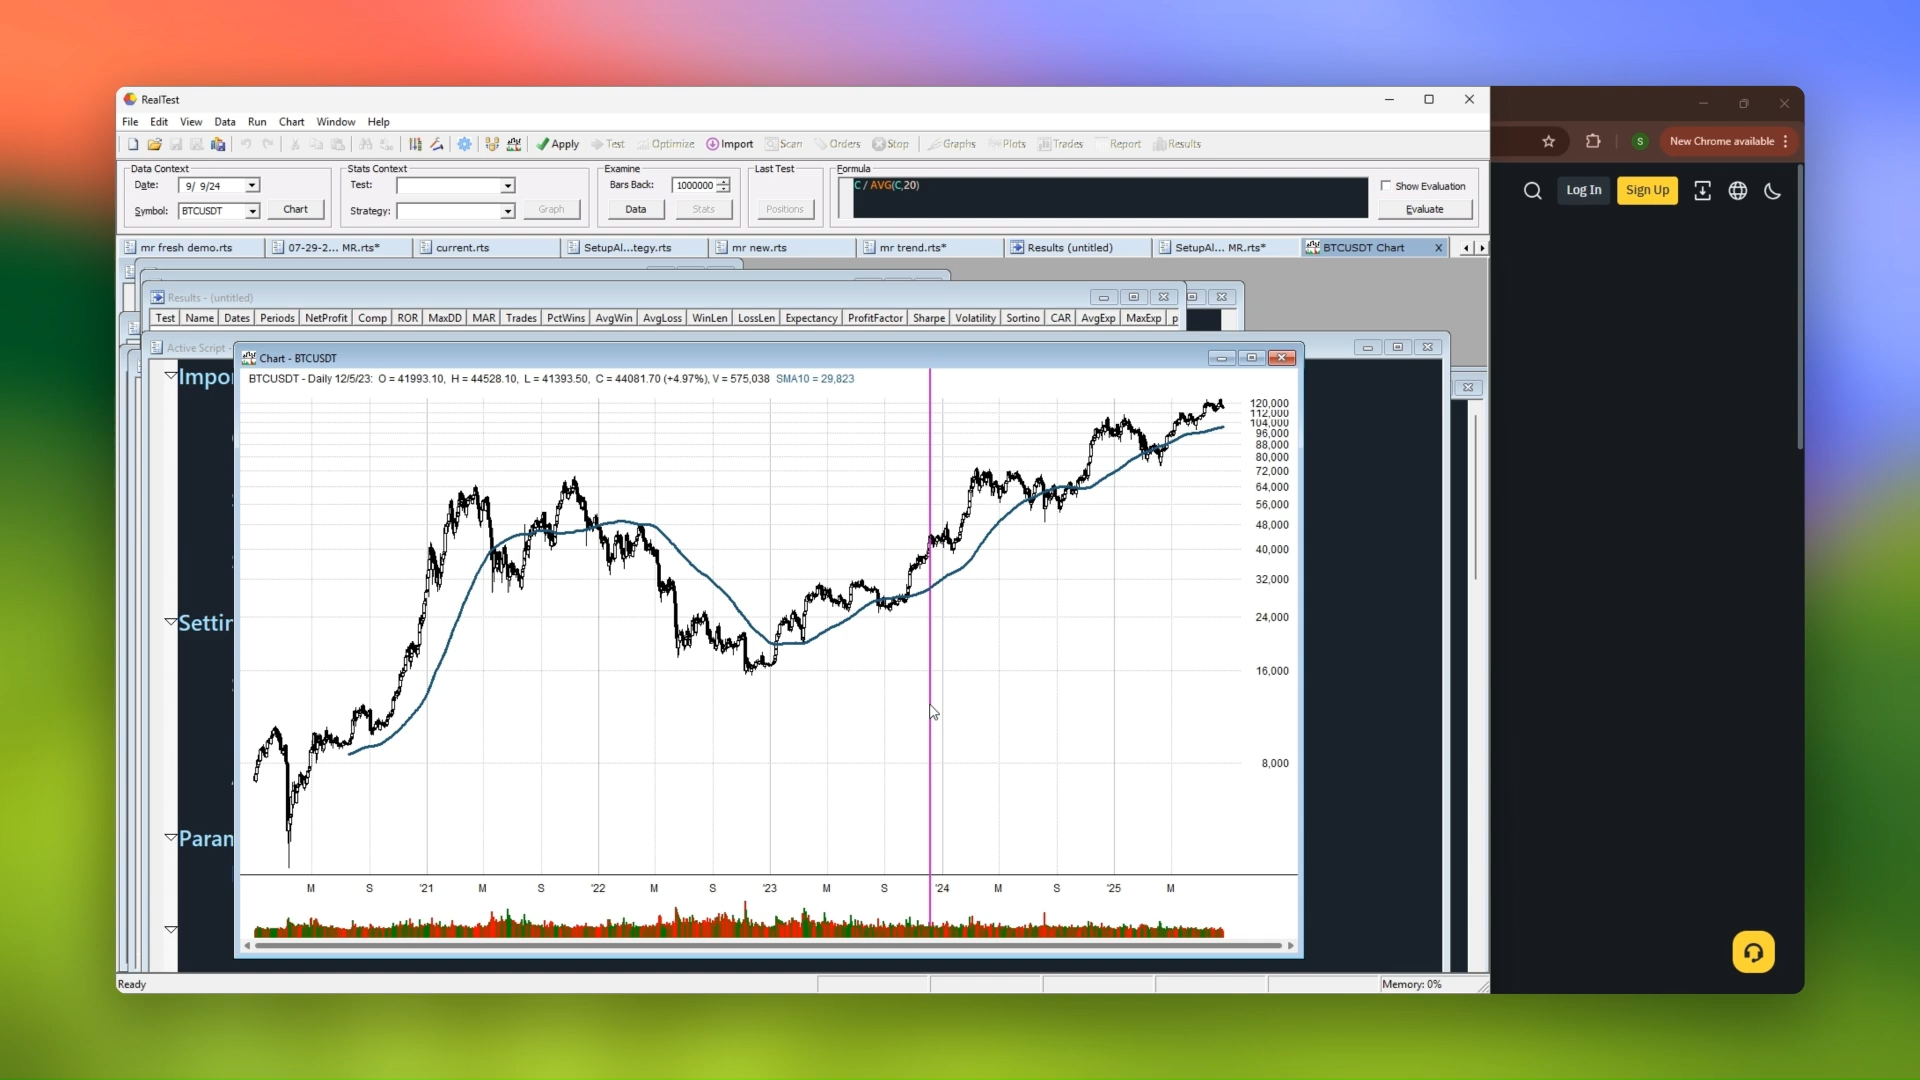 RealTest
File Edit View Data Run Chart Window Help
New Chrome available
S
Apply Test Optimize Import Scan Orders Stop Graphs Plots Trades Report Results
Data Context
Stats Context
Examine
Last Test
Formula
Date: 9/ 9/24
Test:
Bars Back: 1000000
C / AVG(C,20)
Show Evaluation
Log In
Sign Up
Symbol: BTCUSDT
Chart
Strategy:
Graph
Data
Stats
Positions
Evaluate
mr fresh demo.rts
07-29-2... MR.rts*
current.rts
SetupAl...tegy.rts
mr new.rts
mr trend.rts*
Results (untitled)
SetupAl... MR.rts*
BTCUSDT Chart
X
Results - (untitled)
Test Name Dates Periods NetProfit Comp ROR MaxDD MAR Trades PctWins AvgWin AvgLoss WinLen LossLen Expectancy ProfitFactor Sharpe Volatility Sortino CAR AvgExp MaxExp p
Active Script -
Chart - BTCUSDT
Impor
BTCUSDT - Daily 12/5/23: O = 41993.10, H = 44528.10, L = 41393.50, C = 44081.70 (+4.97%), V = 575,038 SMA10 = 29,823
120,000
112,000
104,000
96,000
88,000
80,000
72,000
64,000
56,000
48,000
40,000
32,000
24,000
Settin
16,000
8,000
Param
M S '21 M S '22 M S '23 M S '24 M S '25 M
Ready
Memory: 0%